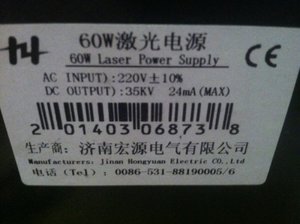 60W激光电源
60W Laser Power Supply
AC INPUT):220V±10%
DC OUTPUT):35KV 24mA(MAX)
2 01403 06873 8
生产厂商: 济南宏源电气有限公司
Manufacturers: Jinan Hongyuan Electric CO.,LTD
电话(Tel): 0086-531-88190005/6